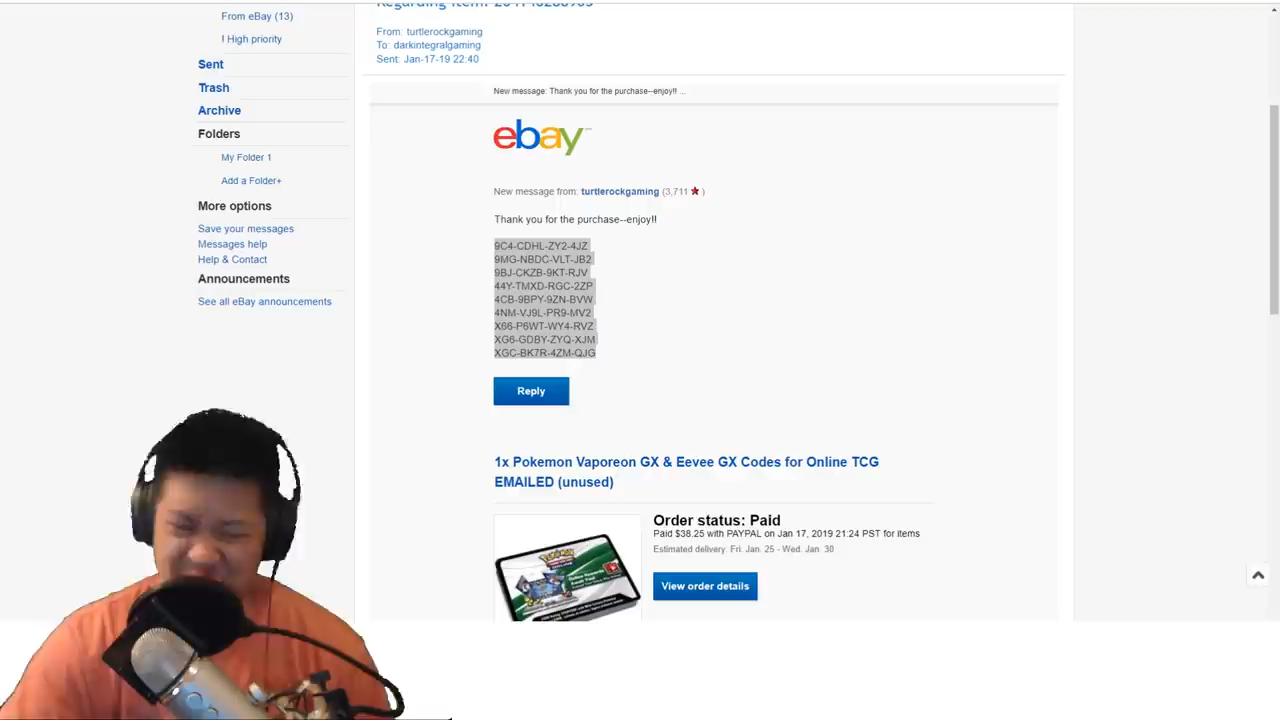 From eBay (13)
! High priority
Sent
Trash
Archive
Folders
My Folder 1
Add a Folder+
More options
Save your messages
Messages help
Help & Contact
Announcements
See all eBay announcements
From: turtlerockgaming
To: darkintegralgaming
Sent: Jan-17-19 22:40
New message: Thank you for the purchase--enjoy!! ...
ebay
New message from: turtlerockgaming (3,711 ★ )
Thank you for the purchase--enjoy!!
9C4-CDHL-ZY2-4JZ
9MG-NBDC-VLT-JB2
9BJ-CKZB-9KT-RJV
44Y-TMXD-RGC-2ZP
4CB-9BPY-9ZN-BVW
4NM-VJ9L-PR9-MV2
X66-P6WT-WY4-RVZ
XG6-GDBY-ZYQ-XJM
XGC-BK7R-4ZM-QJG
Reply
1x Pokemon Vaporeon GX & Eevee GX Codes for Online TCG
EMAILED (unused)
Order status: Paid
Paid $38.25 with PAYPAL on Jan 17, 2019 21:24 PST for items
Estimated delivery: Fri. Jan. 25 - Wed. Jan. 30
View order details